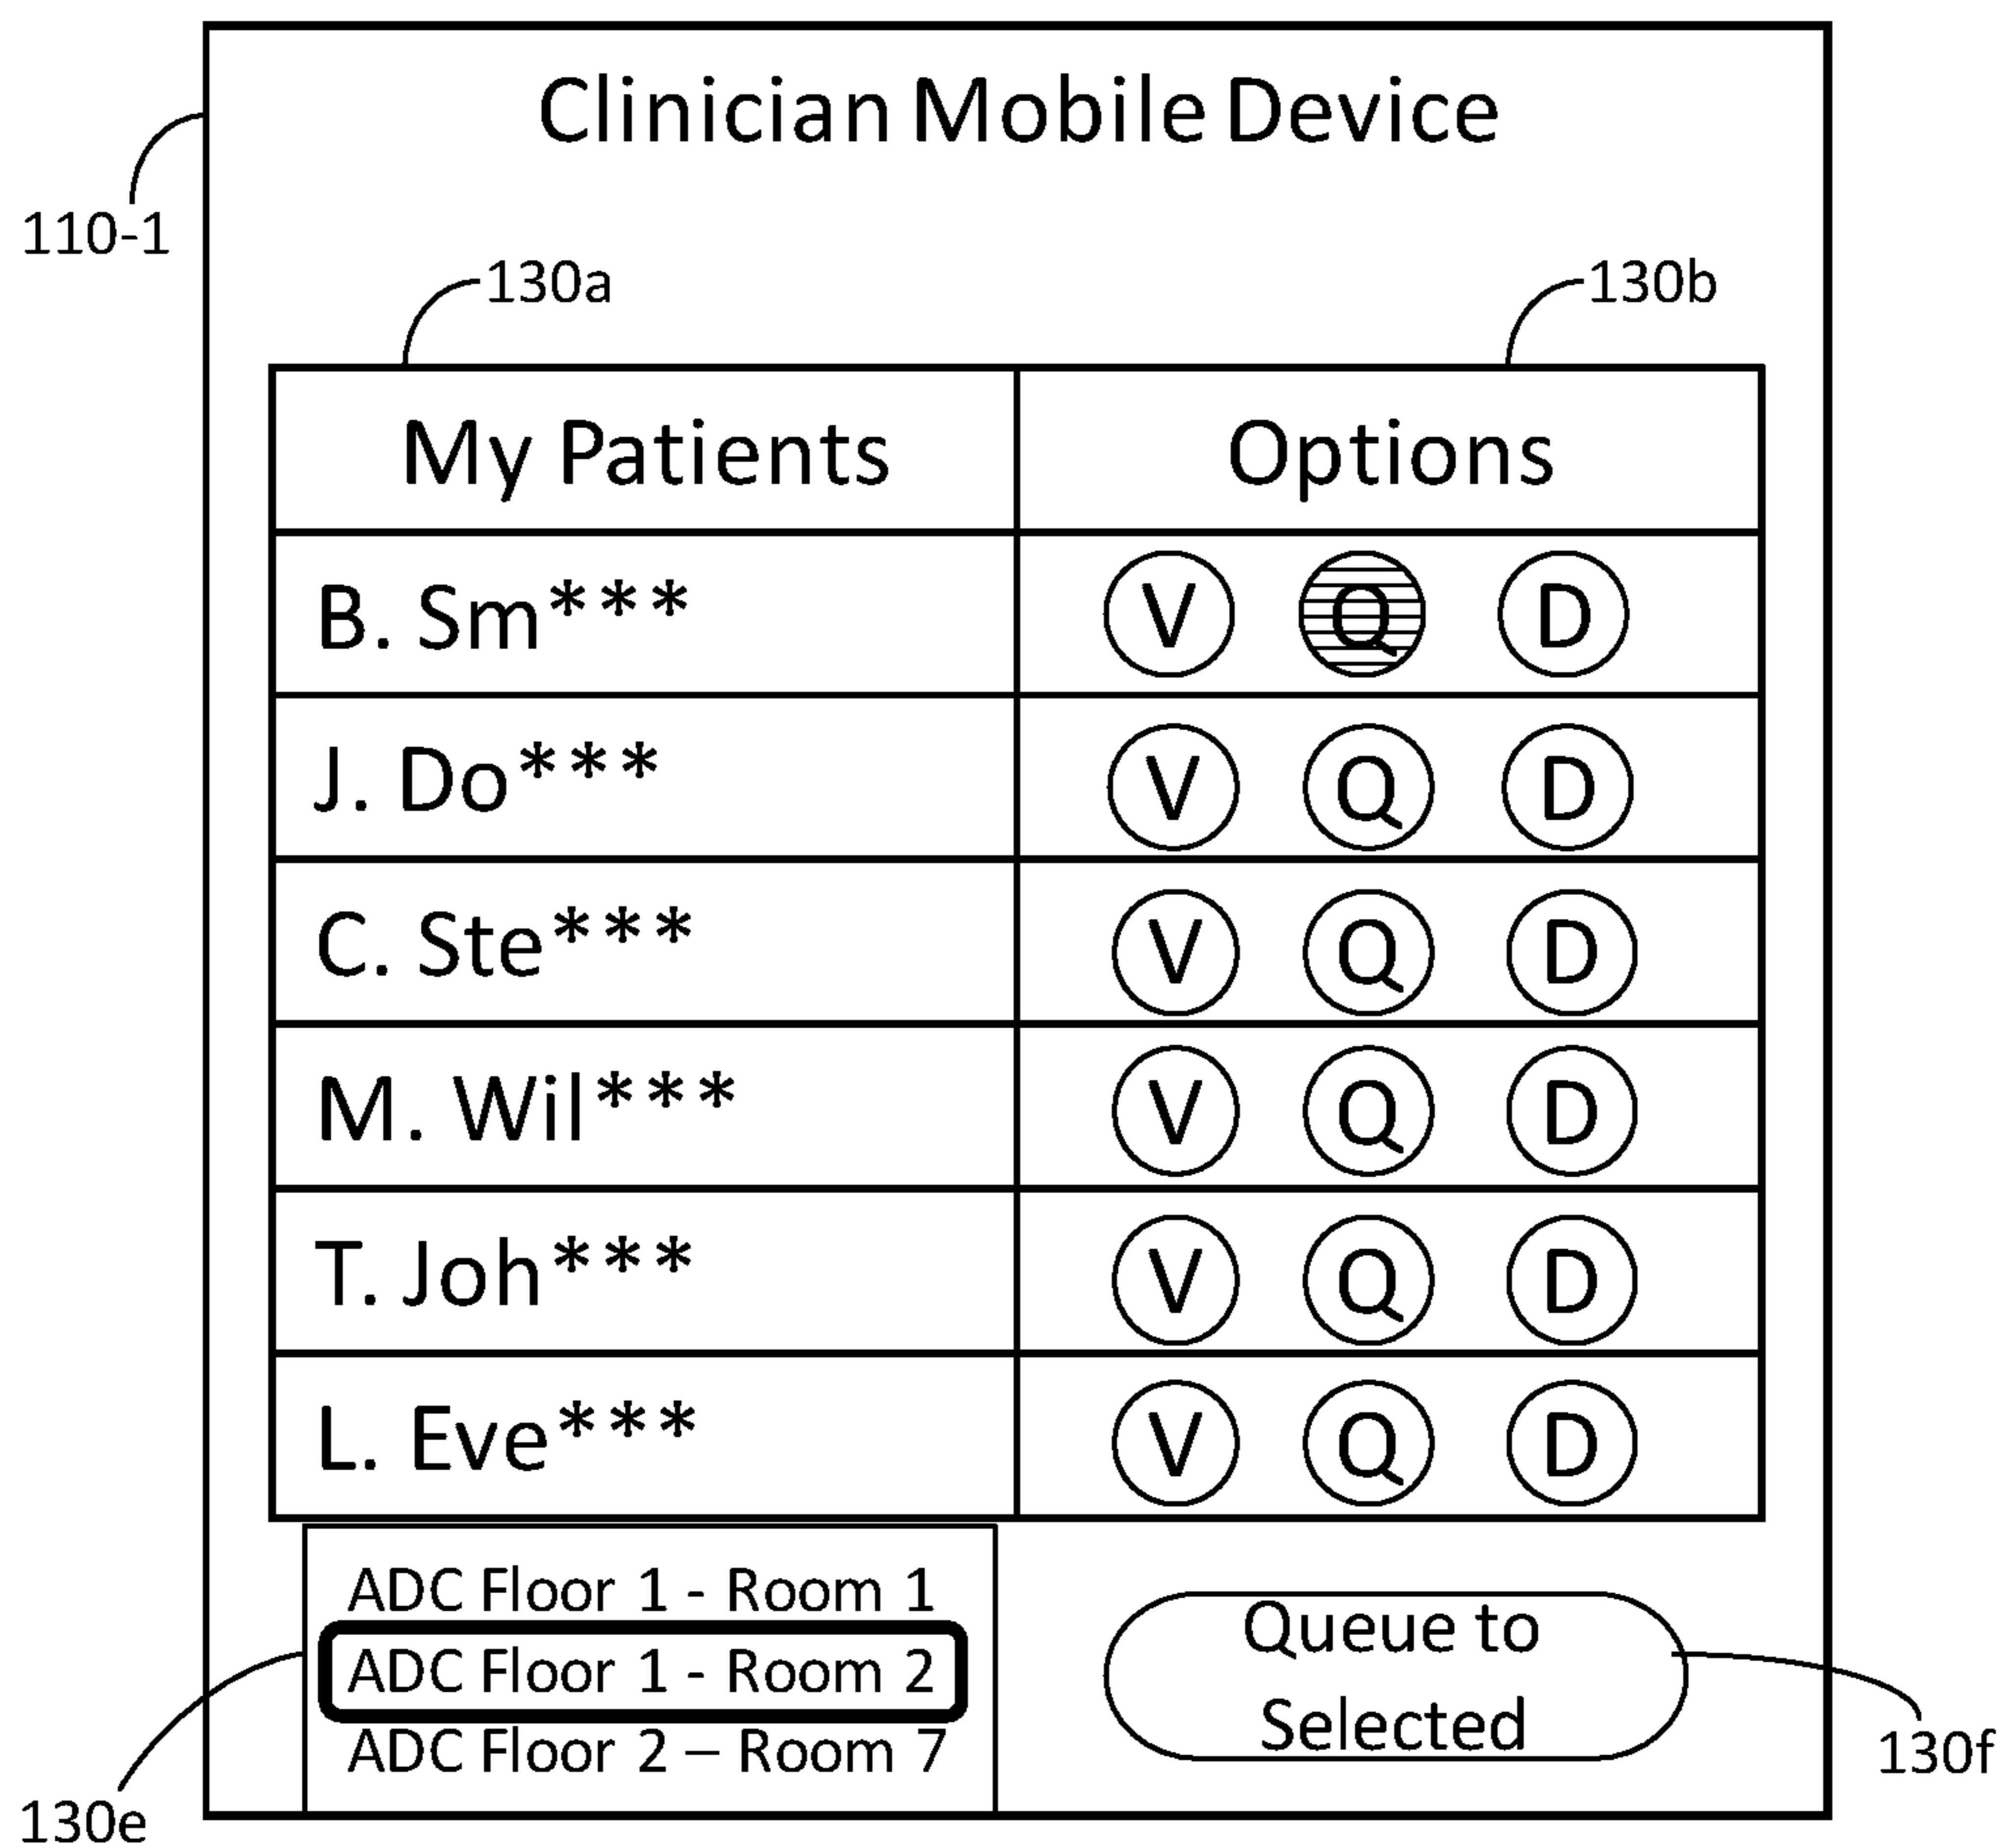 Clinician Mobile Device
110-1
130a
130b
My Patients Options
B. Sm*** V Q D
J. Do*** V Q D
C. Ste*** V Q D
M. Wil*** V Q D
T. Joh*** V Q D
L. Eve*** V Q D
ADC Floor 1 - Room 1
ADC Floor 1 - Room 2
ADC Floor 2 – Room 7
Queue to
Selected
130e
130f